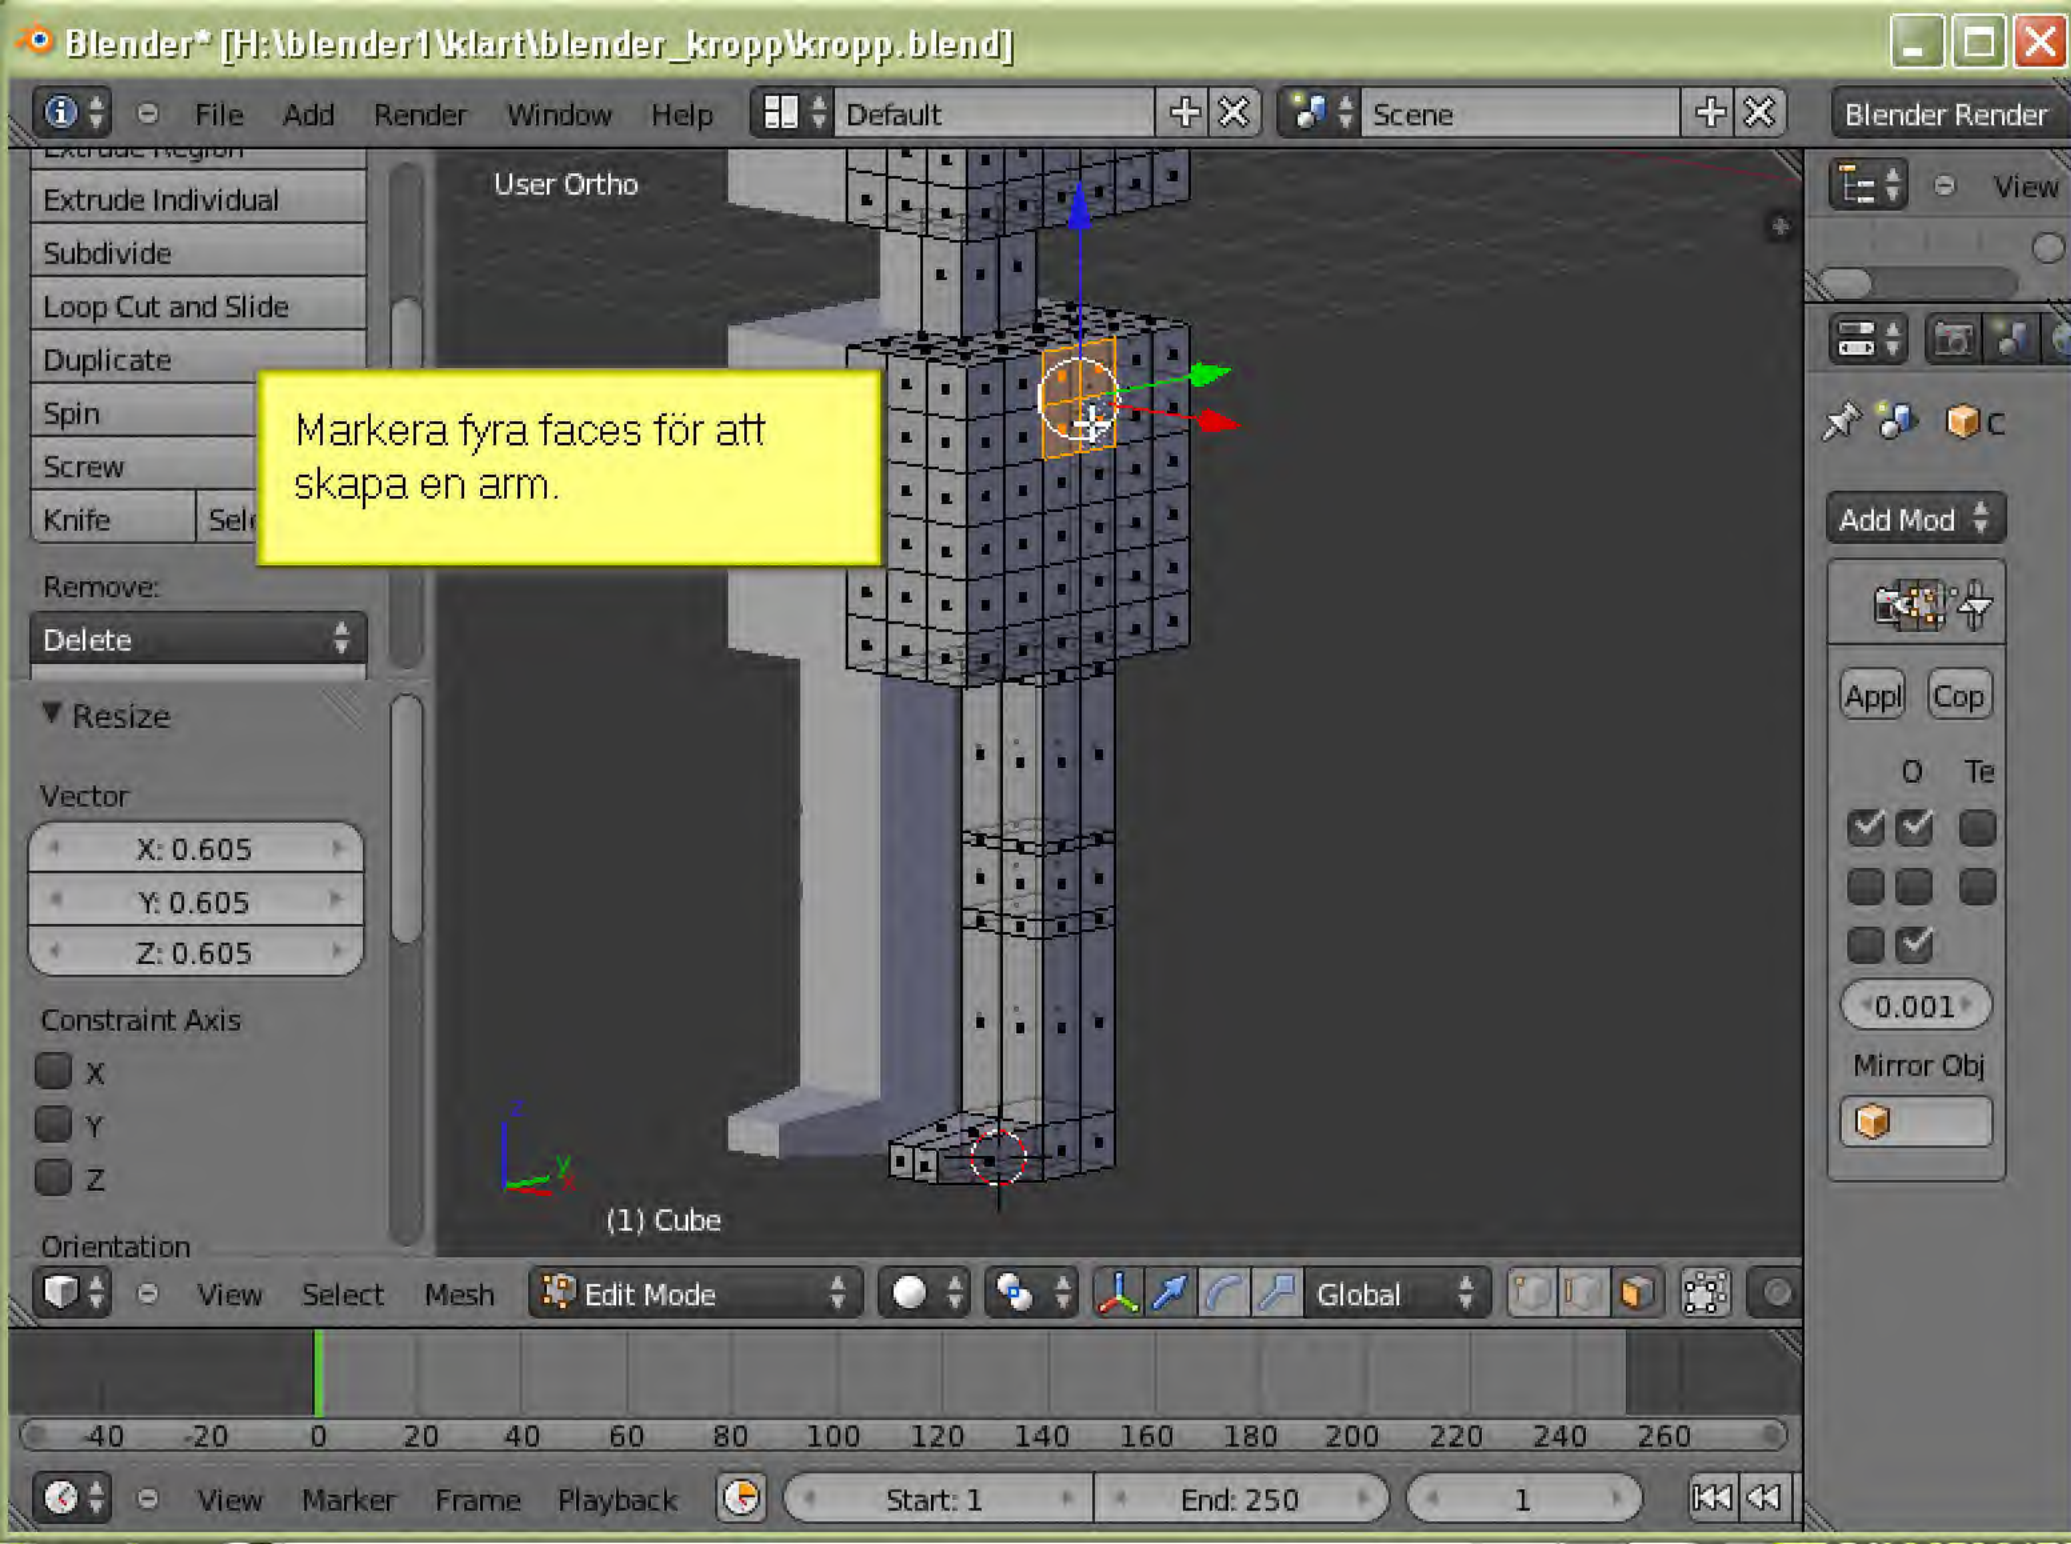 Blender* [H:\blender1\klart\blender_kropp\kropp.blend]
File Add Render Window Help Default Scene Blender Render
Extrude Region
Extrude Individual
Subdivide
Loop Cut and Slide
Duplicate
Spin
Screw
Knife
User Ortho
Markera fyra faces för att
skapa en arm.
Remove:
Delete
Resize
Vector
X: 0.605
Y: 0.605
Z: 0.605
Constraint Axis
X
Y
Z
Orientation
z
y
x
(1) Cube
View
C
Add Mod
Appl Cop
O Te
0.001
Mirror Obj
View Select Mesh Edit Mode Global
-40 -20 0 20 40 60 80 100 120 140 160 180 200 220 240 260
View Marker Frame Playback Start: 1 End: 250 1